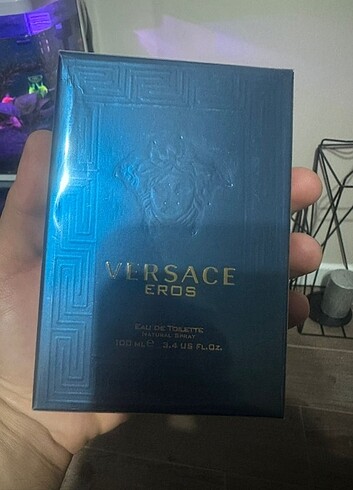 VERSACE
EROS
EAU DE TOILETTE
NATURAL SPRAY
100 ML ℮ 3.4 US FL.OZ.